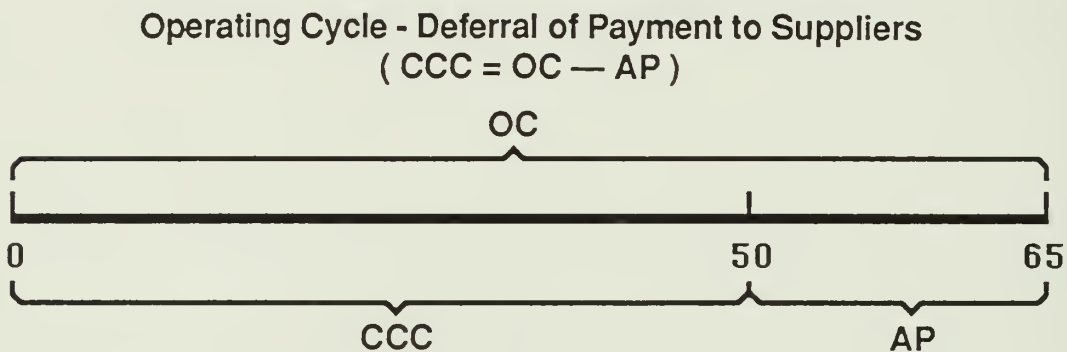 Operating Cycle - Deferral of Payment to Suppliers
( CCC = OC — AP )
OC
0 50 65
CCC AP